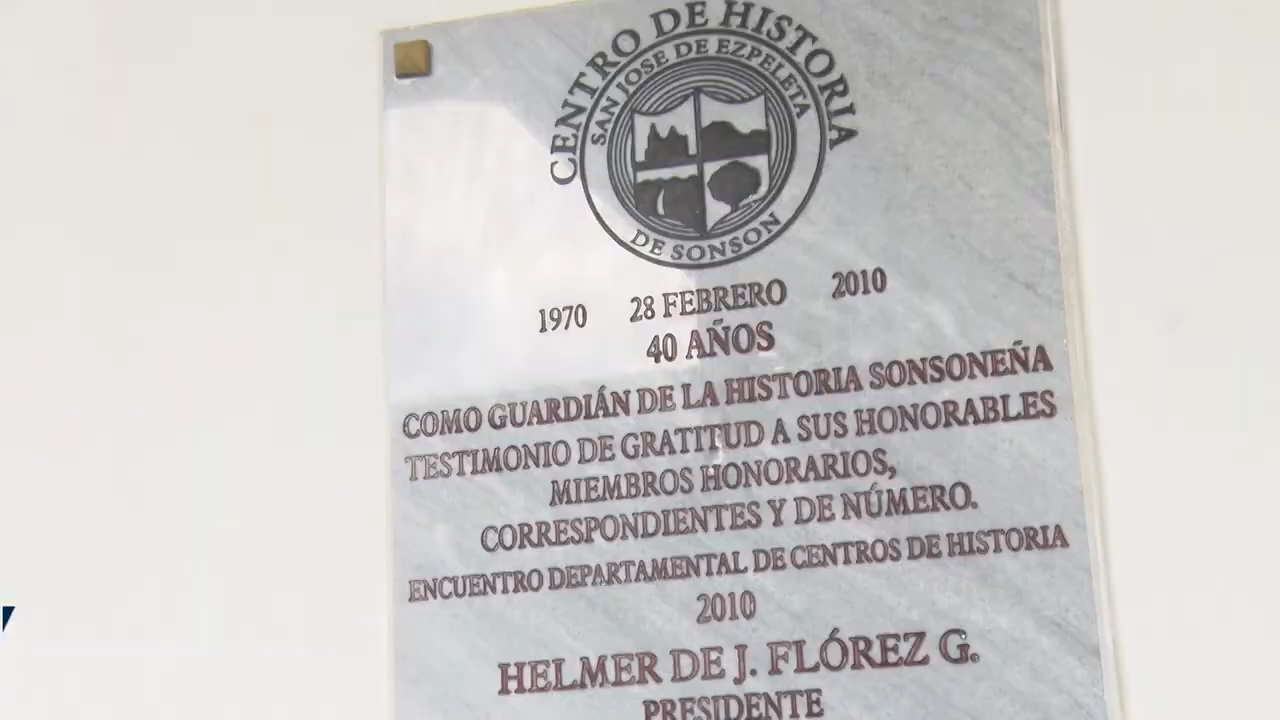 CENTRO DE HISTORIA
SAN JOSE DE EZPELETA
DE SONSON
1970 28 FEBRERO 2010
40 AÑOS
COMO GUARDIÁN DE LA HISTORIA SONSONEÑA
TESTIMONIO DE GRATITUD A SUS HONORABLES
MIEMBROS HONORARIOS,
CORRESPONDIENTES Y DE NÚMERO.
ENCUENTRO DEPARTAMENTAL DE CENTROS DE HISTORIA
2010
HELMER DE J. FLÓREZ G.
PRESIDENTE